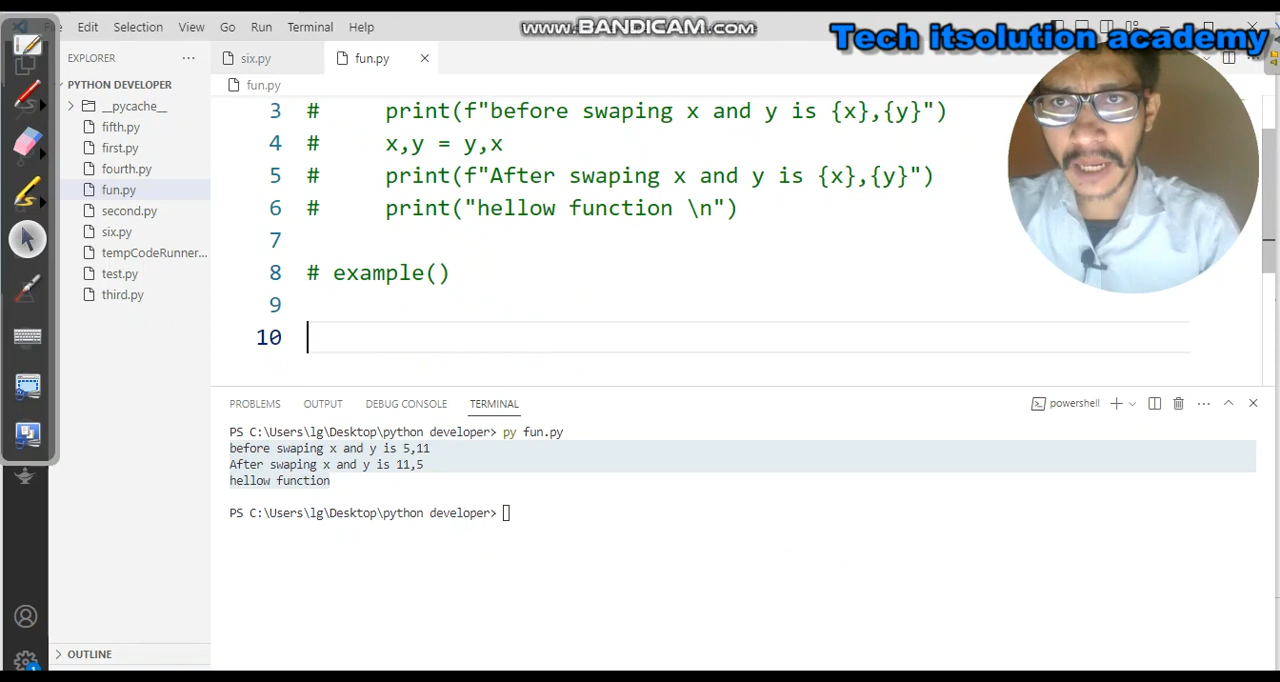 Edit Selection View Go Run Terminal Help
WWW.BANDICAM.COM
Tech itsolution academy
EXPLORER
PYTHON DEVELOPER
__pycache__
fifth.py
first.py
fourth.py
fun.py
second.py
six.py
tempCodeRunner...
test.py
third.py
OUTLINE
six.py fun.py
fun.py
3 # print(f"before swaping x and y is {x},{y}")
4 # x,y = y,x
5 # print(f"After swaping x and y is {x},{y}")
6 # print("hellow function \n")
7
8 # example()
9
10
PROBLEMS OUTPUT DEBUG CONSOLE TERMINAL
powershell
PS C:\Users\lg\Desktop\python developer> py fun.py
before swaping x and y is 5,11
After swaping x and y is 11,5
hellow function
PS C:\Users\lg\Desktop\python developer>